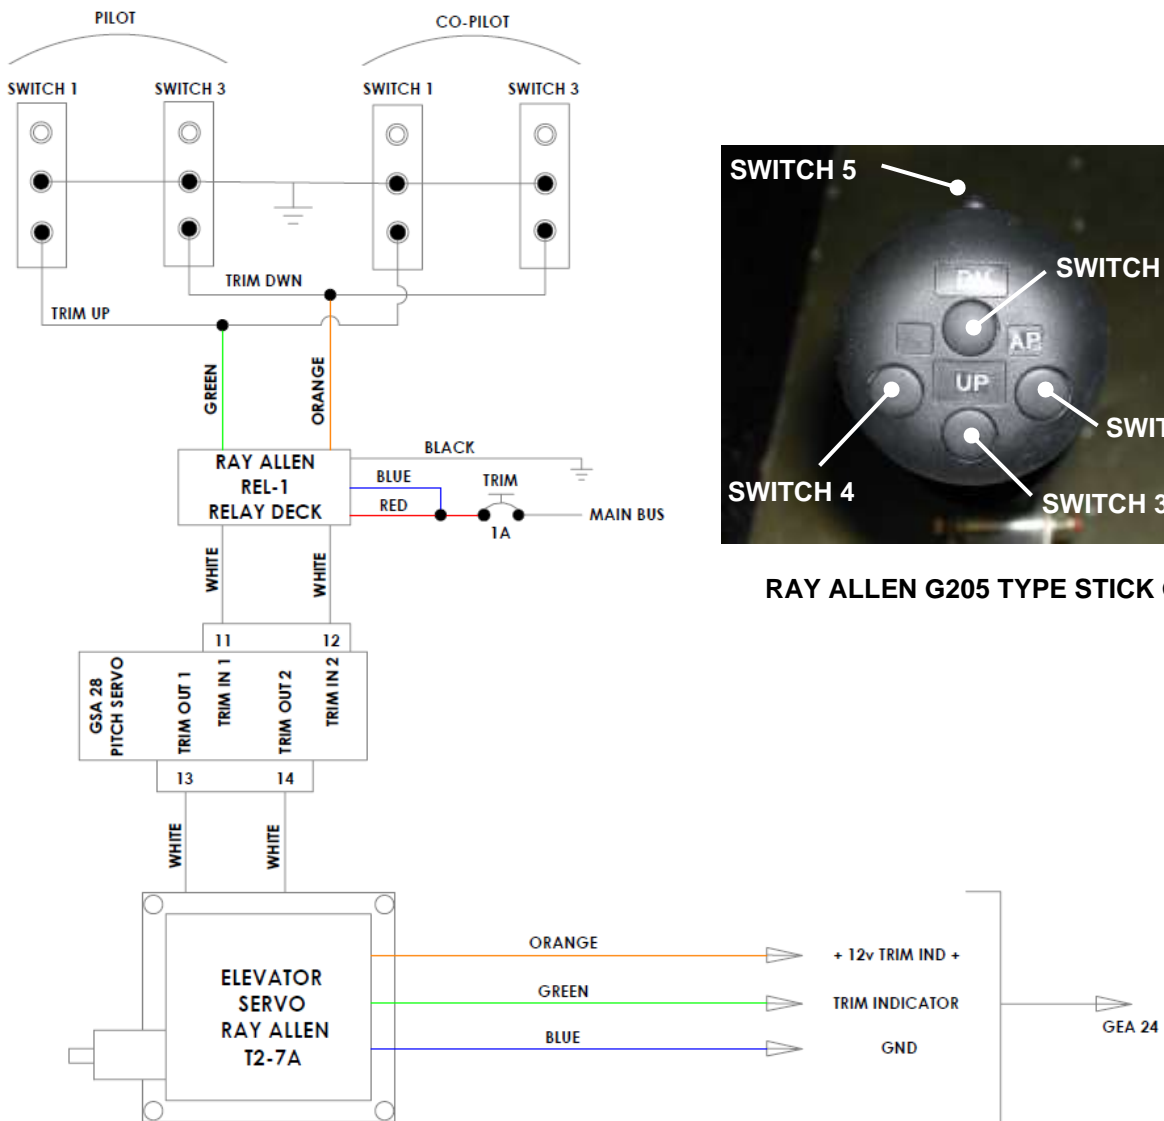 PILOT
CO-PILOT
SWITCH 1
SWITCH 3
SWITCH 1
SWITCH 3
TRIM DWN
TRIM UP
GREEN
ORANGE
RAY ALLEN
REL-1
RELAY DECK
BLACK
BLUE
RED
TRIM
1A
MAIN BUS
WHITE
WHITE
11
12
GSA 28
PITCH SERVO
TRIM OUT 1
TRIM IN 1
TRIM OUT 2
TRIM IN 2
13
14
WHITE
WHITE
ELEVATOR
SERVO
RAY ALLEN
T2-7A
ORANGE
+ 12v TRIM IND +
GREEN
TRIM INDICATOR
BLUE
GND
GEA 24
SWITCH 5
SWITCH
AP
UP
SWITCH 4
SWITCH 3
RAY ALLEN G205 TYPE STICK